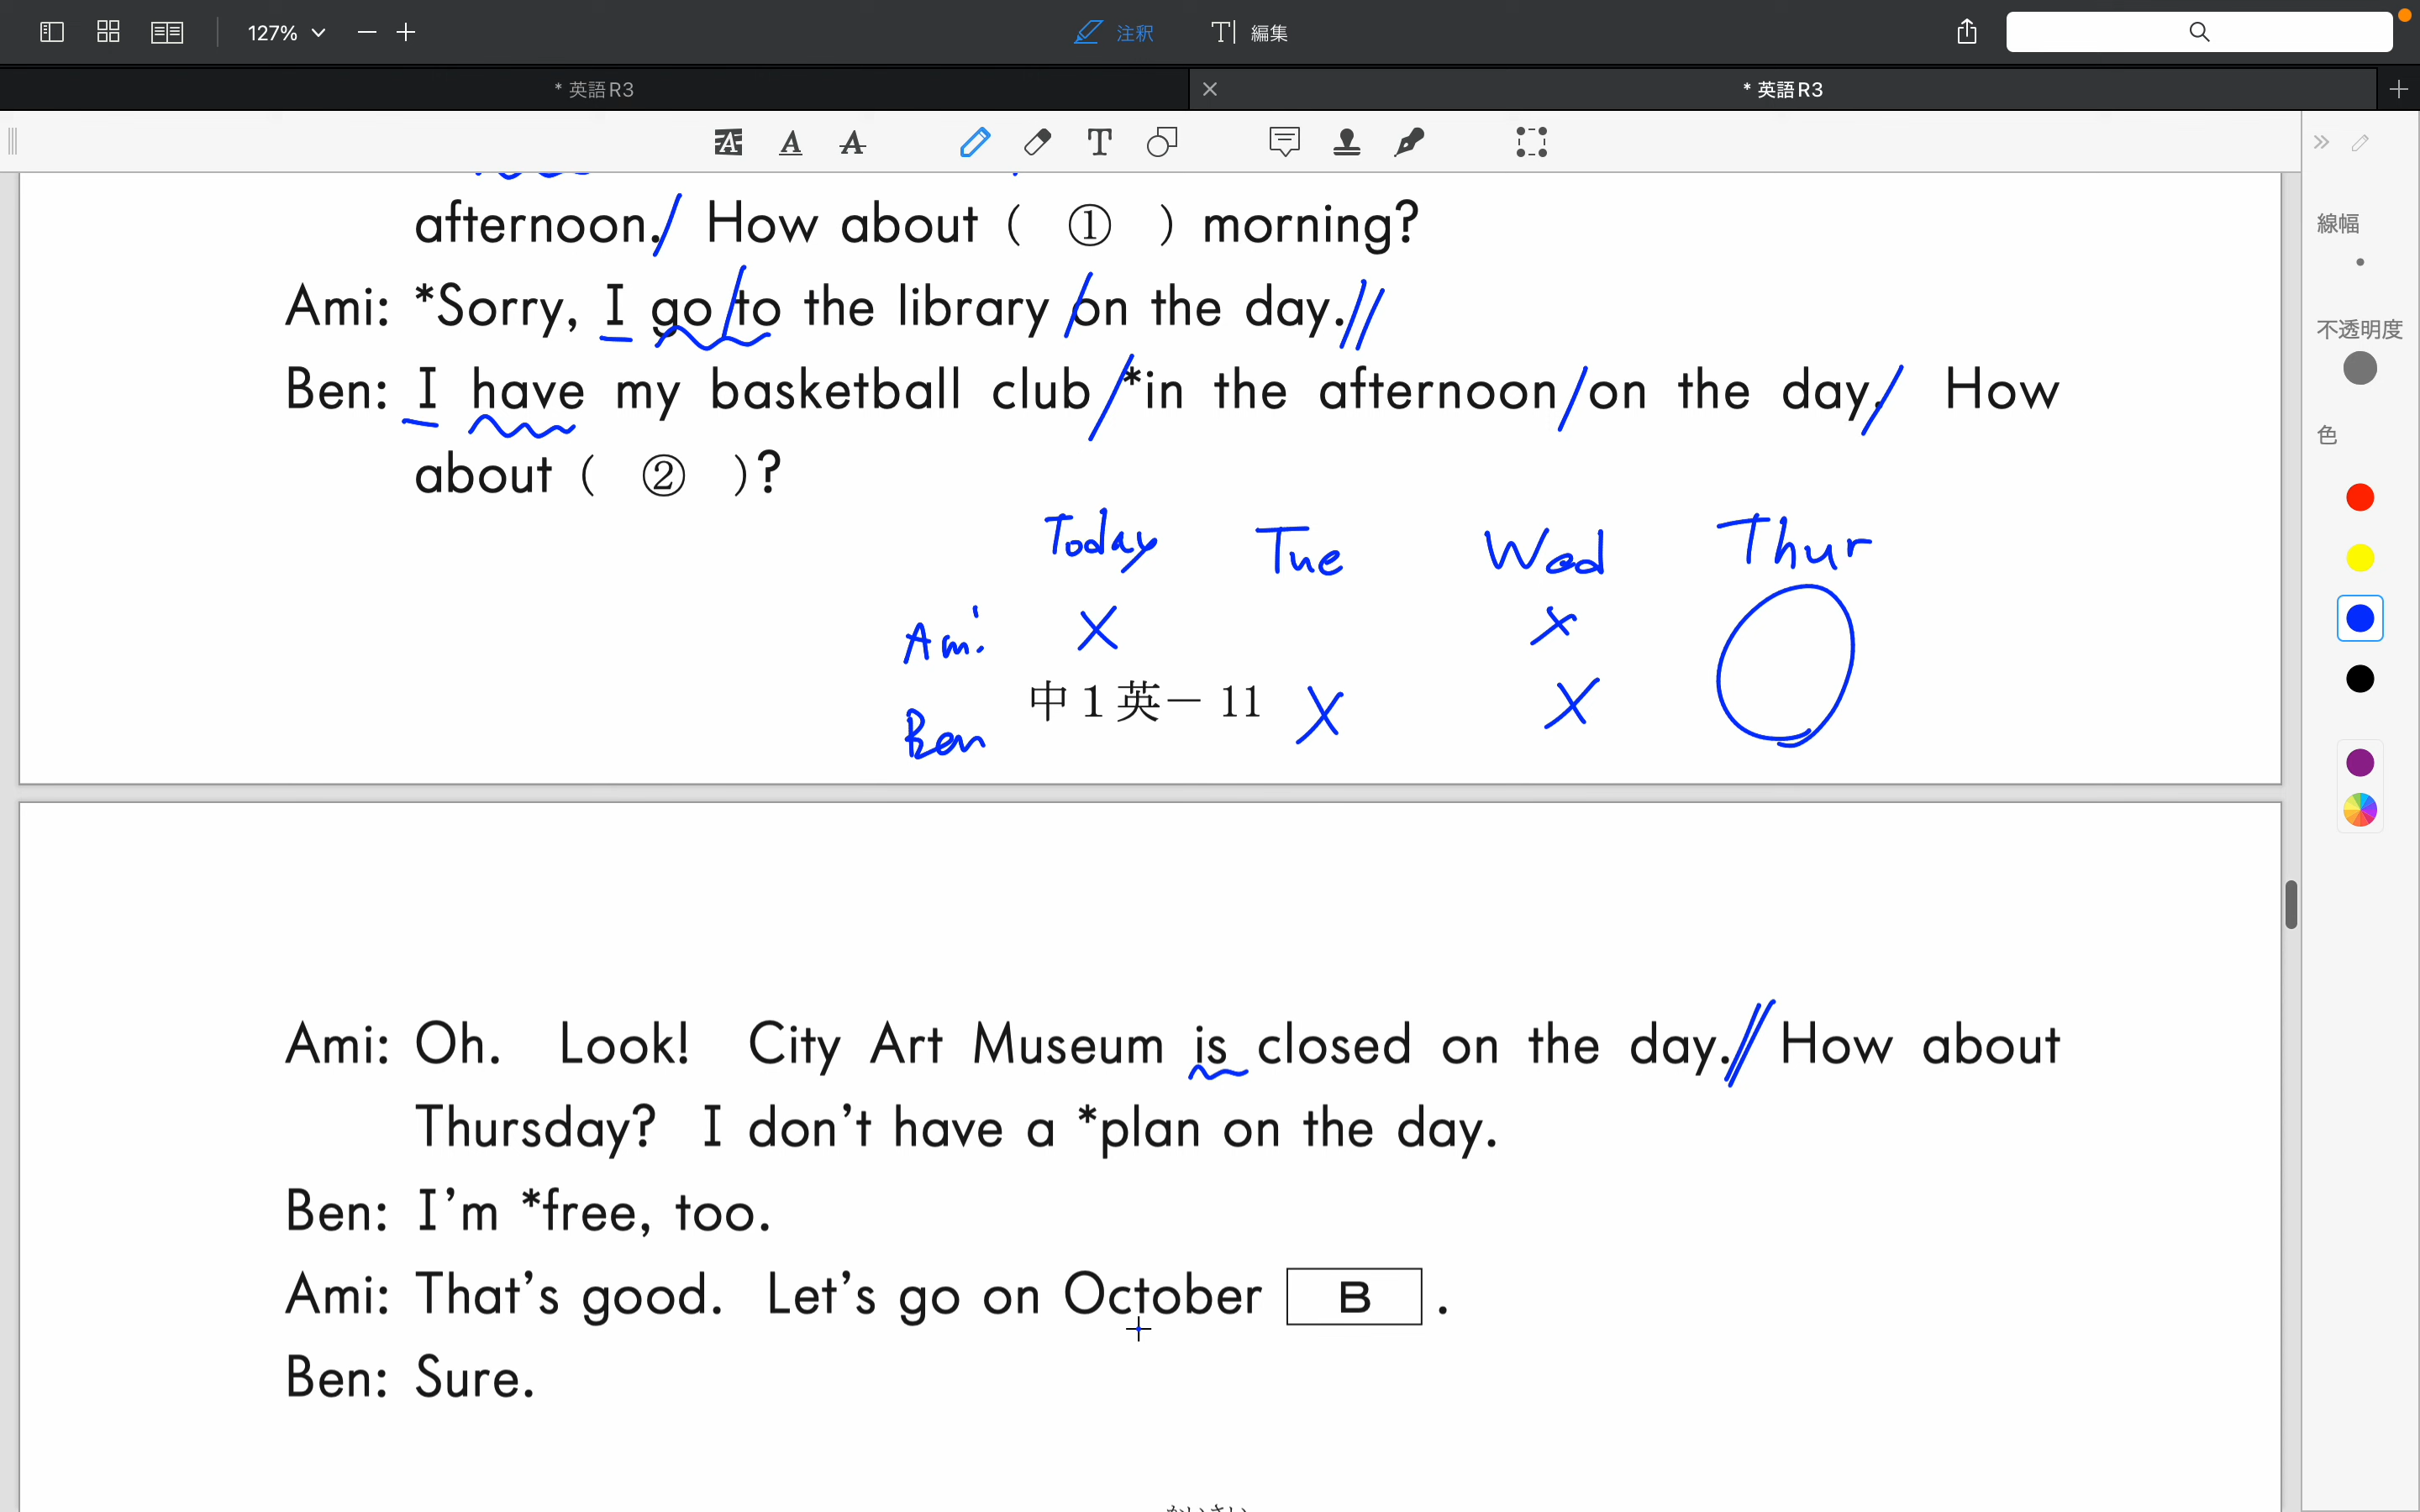 127%
注釈
編集
* 英語R3
* 英語R3
線幅
不透明度
色
afternoon. How about ( ① ) morning?
Ami: *Sorry, I go to the library on the day.
Ben: I have my basketball club *in the afternoon on the day. How
about ( ② )?
Today Tue Wed Thur
Ami X X
中1英ー 11
Ben X X
Ami: Oh. Look! City Art Museum is closed on the day. How about
Thursday? I don't have a *plan on the day.
Ben: I'm *free, too.
Ami: That's good. Let's go on October B .
Ben: Sure.